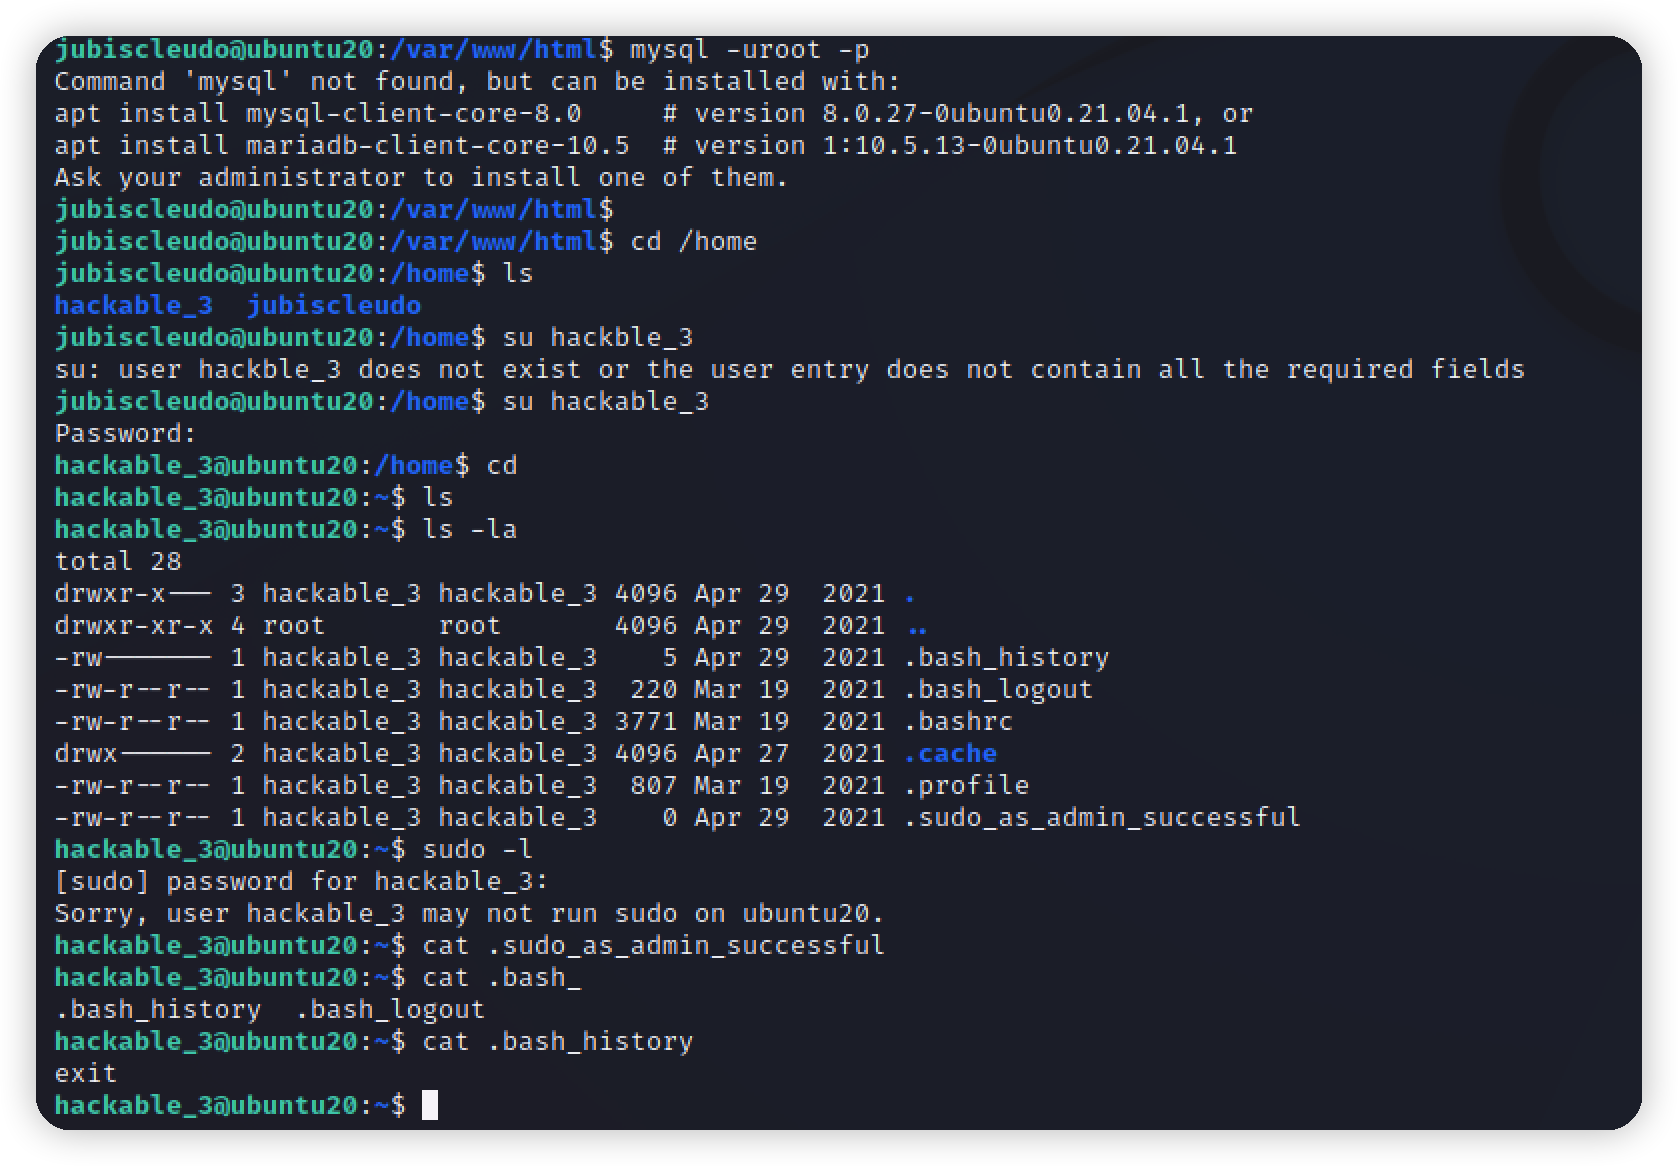 jubiscleudo@ubuntu20:/var/www/html$ mysql -uroot -p
Command 'mysql' not found, but can be installed with:
apt install mysql-client-core-8.0     # version 8.0.27-0ubuntu0.21.04.1, or
apt install mariadb-client-core-10.5  # version 1:10.5.13-0ubuntu0.21.04.1
Ask your administrator to install one of them.
jubiscleudo@ubuntu20:/var/www/html$
jubiscleudo@ubuntu20:/var/www/html$ cd /home
jubiscleudo@ubuntu20:/home$ ls
hackable_3  jubiscleudo
jubiscleudo@ubuntu20:/home$ su hackble_3
su: user hackble_3 does not exist or the user entry does not contain all the required fields
jubiscleudo@ubuntu20:/home$ su hackable_3
Password:
hackable_3@ubuntu20:/home$ cd
hackable_3@ubuntu20:~$ ls
hackable_3@ubuntu20:~$ ls -la
total 28
drwxr-x--- 3 hackable_3 hackable_3 4096 Apr 29  2021 .
drwxr-xr-x 4 root       root       4096 Apr 29  2021 ..
-rw------- 1 hackable_3 hackable_3    5 Apr 29  2021 .bash_history
-rw-r--r-- 1 hackable_3 hackable_3  220 Mar 19  2021 .bash_logout
-rw-r--r-- 1 hackable_3 hackable_3 3771 Mar 19  2021 .bashrc
drwx------ 2 hackable_3 hackable_3 4096 Apr 27  2021 .cache
-rw-r--r-- 1 hackable_3 hackable_3  807 Mar 19  2021 .profile
-rw-r--r-- 1 hackable_3 hackable_3    0 Apr 29  2021 .sudo_as_admin_successful
hackable_3@ubuntu20:~$ sudo -l
[sudo] password for hackable_3:
Sorry, user hackable_3 may not run sudo on ubuntu20.
hackable_3@ubuntu20:~$ cat .sudo_as_admin_successful
hackable_3@ubuntu20:~$ cat .bash_
.bash_history  .bash_logout
hackable_3@ubuntu20:~$ cat .bash_history
exit
hackable_3@ubuntu20:~$